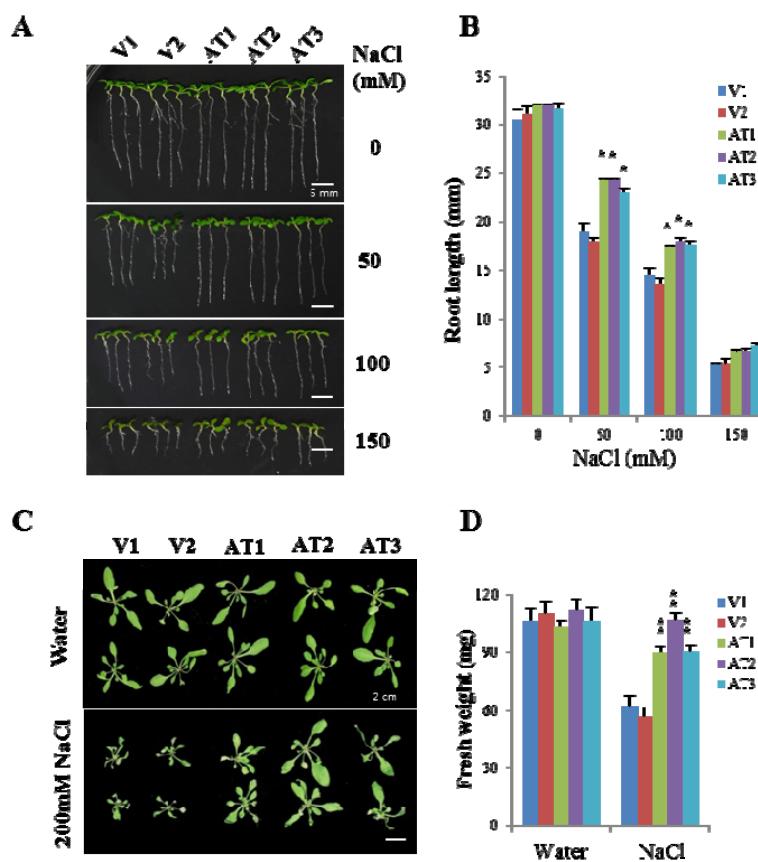 A
V1 V2 AT1 AT2 AT3
NaCl
(mM)
0
5 mm
50
100
150
B
Root length (mm)
35
30
25
20
15
10
5
0
** *
* * *
V1
V2
AT1
AT2
AT3
0 50 100 150
NaCl (mM)
C
V1 V2 AT1 AT2 AT3
Water
2 cm
200mM NaCl
D
Fresh weight (mg)
120
90
60
30
0
** ** **
V1
V2
AT1
AT2
AT3
Water NaCl